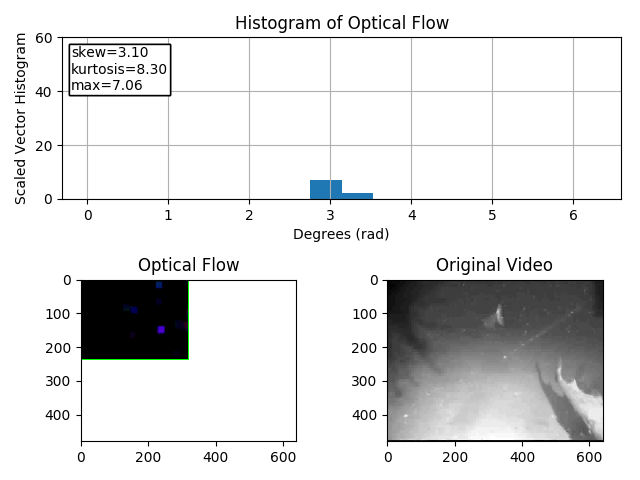 Histogram of Optical Flow
skew=3.10
kurtosis=8.30
max=7.06
Scaled Vector Histogram
60
40
20
0
0 1 2 3 4 5 6
Degrees (rad)
Optical Flow
0
100
200
300
400
0 200 400 600
Original Video
0
100
200
300
400
0 200 400 600